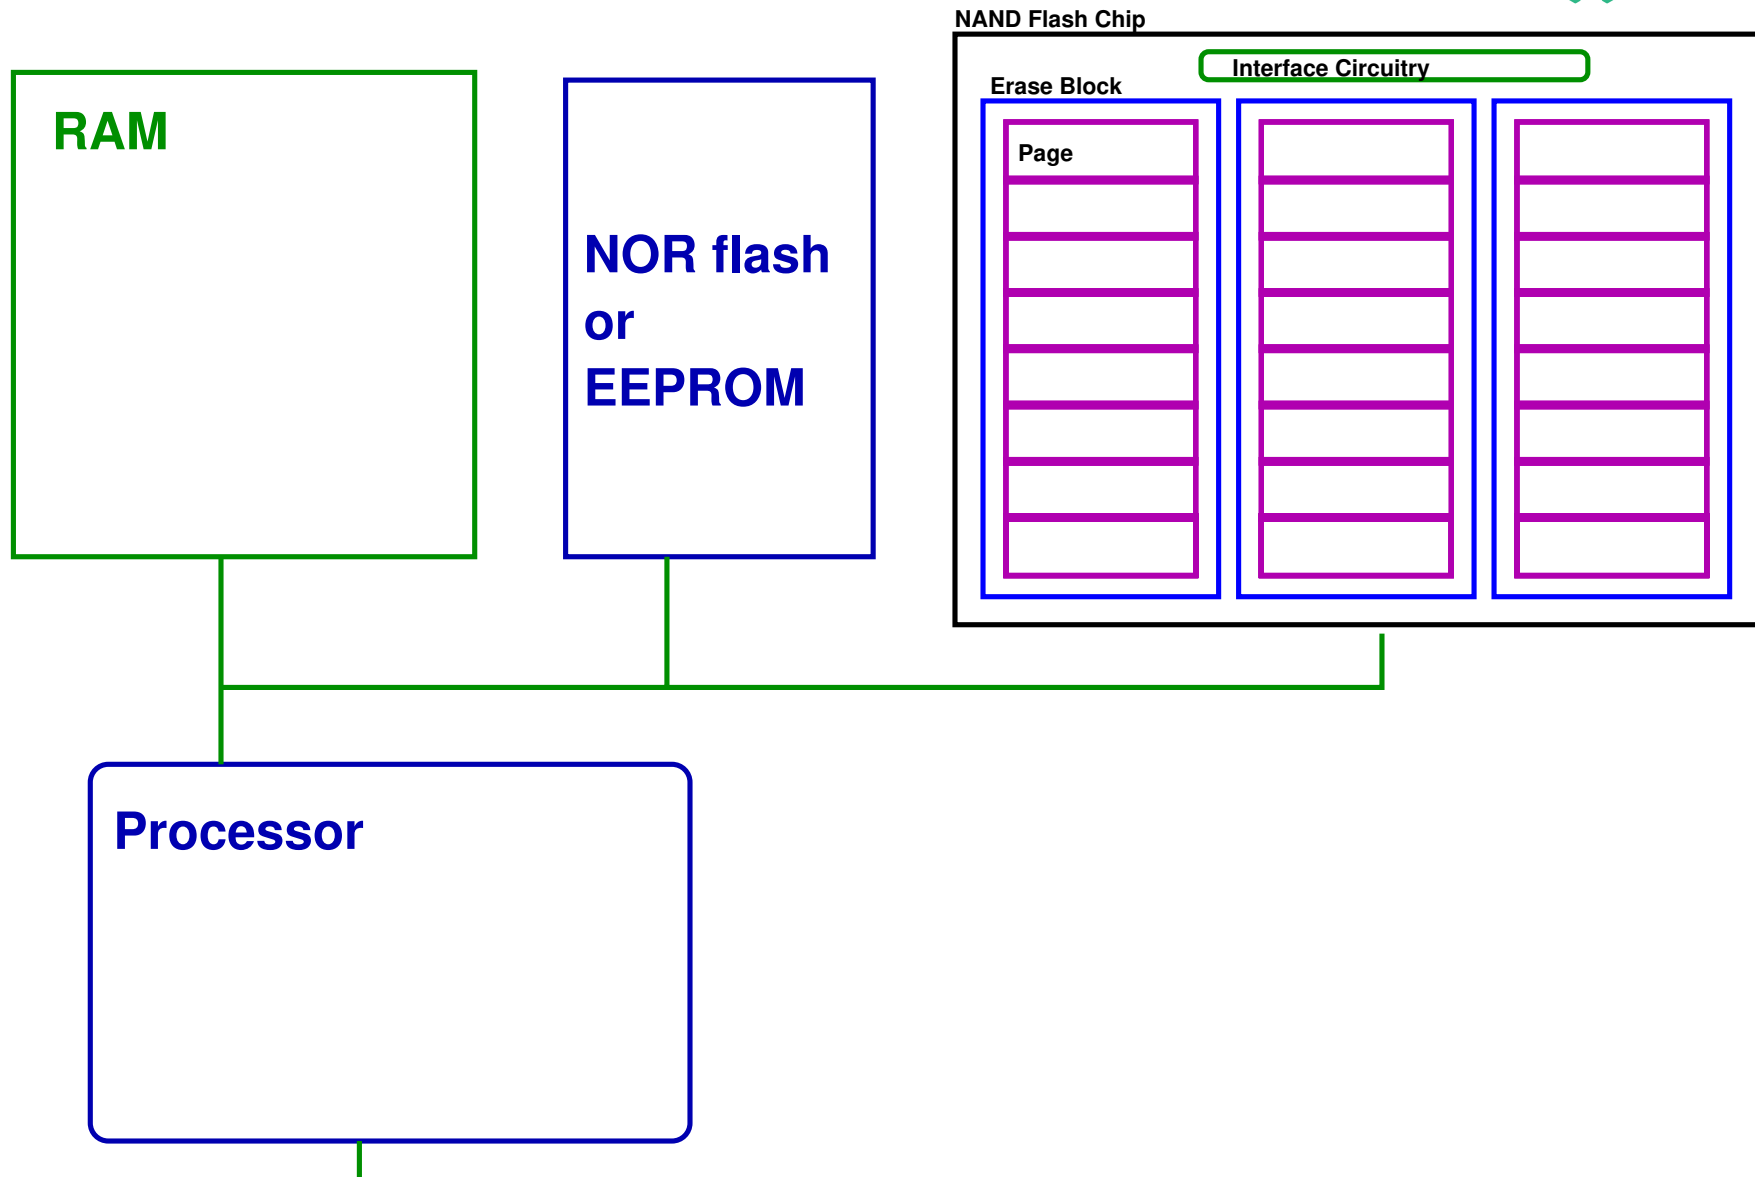 NAND Flash Chip
Interface Circuitry
Erase Block
RAM
Page
NOR flash
or
EEPROM
Processor